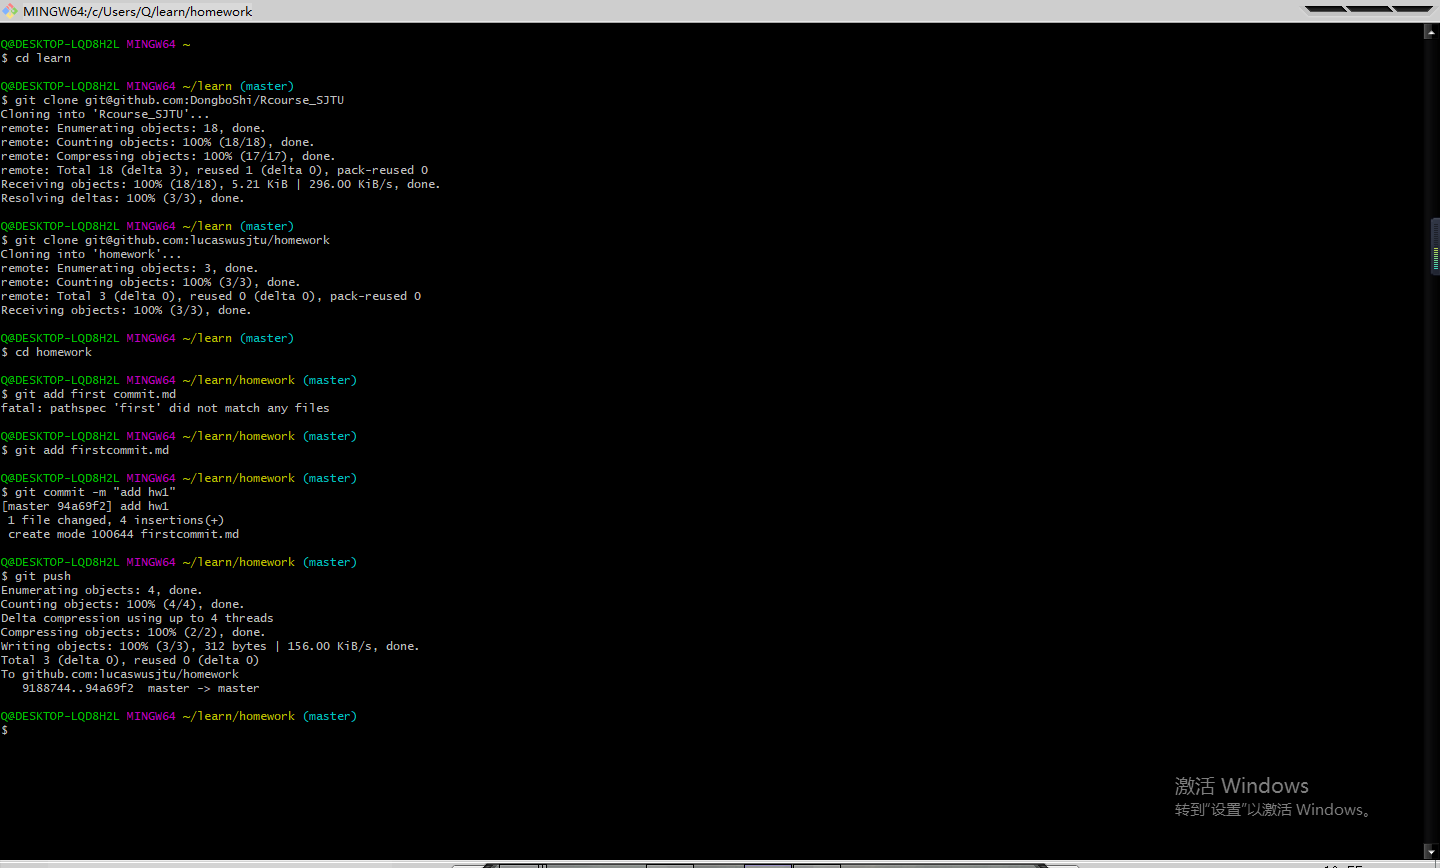 MINGW64:/c/Users/Q/learn/homework
Q@DESKTOP-LQD8H2L MINGW64 ~
$ cd learn
Q@DESKTOP-LQD8H2L MINGW64 ~/learn (master)
$ git clone git@github.com:DongboShi/Rcourse_SJTU
Cloning into 'Rcourse_SJTU'...
remote: Enumerating objects: 18, done.
remote: Counting objects: 100% (18/18), done.
remote: Compressing objects: 100% (17/17), done.
remote: Total 18 (delta 3), reused 1 (delta 0), pack-reused 0
Receiving objects: 100% (18/18), 5.21 KiB | 296.00 KiB/s, done.
Resolving deltas: 100% (3/3), done.
Q@DESKTOP-LQD8H2L MINGW64 ~/learn (master)
$ git clone git@github.com:lucaswusjtu/homework
Cloning into 'homework'...
remote: Enumerating objects: 3, done.
remote: Counting objects: 100% (3/3), done.
remote: Total 3 (delta 0), reused 0 (delta 0), pack-reused 0
Receiving objects: 100% (3/3), done.
Q@DESKTOP-LQD8H2L MINGW64 ~/learn (master)
$ cd homework
Q@DESKTOP-LQD8H2L MINGW64 ~/learn/homework (master)
$ git add first commit.md
fatal: pathspec 'first' did not match any files
Q@DESKTOP-LQD8H2L MINGW64 ~/learn/homework (master)
$ git add firstcommit.md
Q@DESKTOP-LQD8H2L MINGW64 ~/learn/homework (master)
$ git commit -m "add hw1"
[master 94a69f2] add hw1
1 file changed, 4 insertions(+)
create mode 100644 firstcommit.md
Q@DESKTOP-LQD8H2L MINGW64 ~/learn/homework (master)
$ git push
Enumerating objects: 4, done.
Counting objects: 100% (4/4), done.
Delta compression using up to 4 threads
Compressing objects: 100% (2/2), done.
Writing objects: 100% (3/3), 312 bytes | 156.00 KiB/s, done.
Total 3 (delta 0), reused 0 (delta 0)
To github.com:lucaswusjtu/homework
9188744..94a69f2  master -> master
Q@DESKTOP-LQD8H2L MINGW64 ~/learn/homework (master)
$
激活 Windows
转到“设置”以激活 Windows。